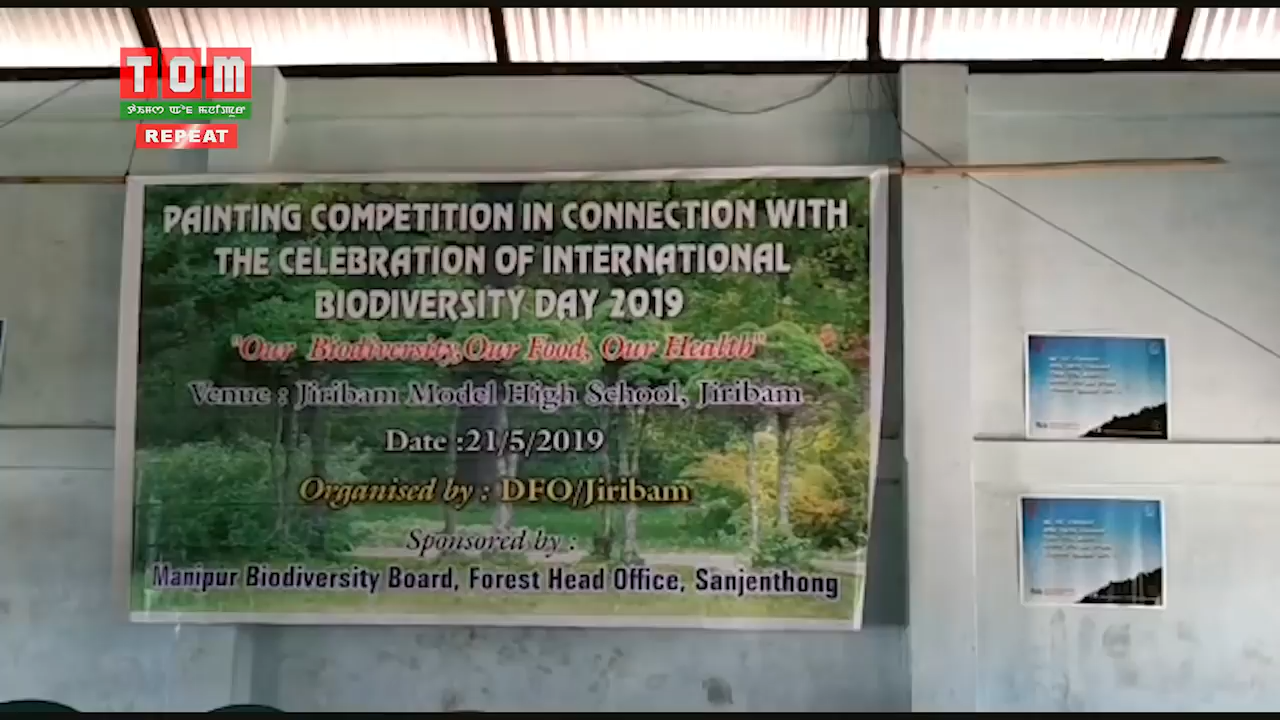 TOM
REPEAT
PAINTING COMPETITION IN CONNECTION WITH
THE CELEBRATION OF INTERNATIONAL
BIODIVERSITY DAY 2019
"Our Biodiversity,Our Food, Our Health"
Venue : Jiribam Model High School, Jiribam
Date :21/5/2019
Organised by : DFO/Jiribam
Sponsored by :
Manipur Biodiversity Board, Forest Head Office, Sanjenthong